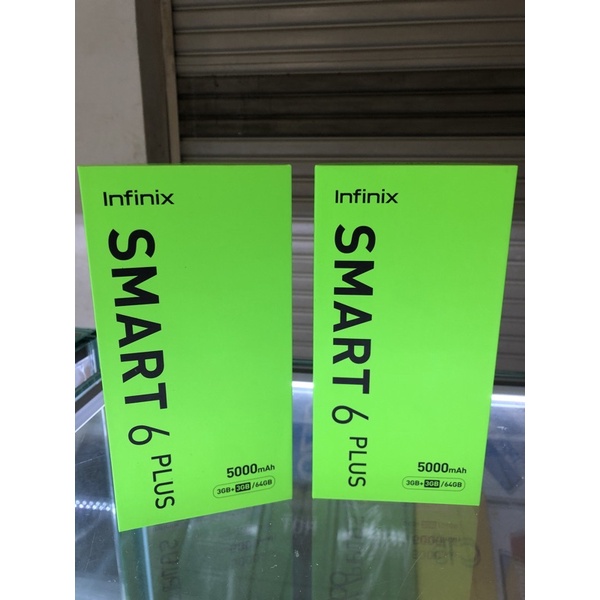 Infinix
SMART 6 PLUS
5000mAh
3GB+3GB/64GB
Infinix
SMART 6 PLUS
5000mAh
3GB+3GB/64GB